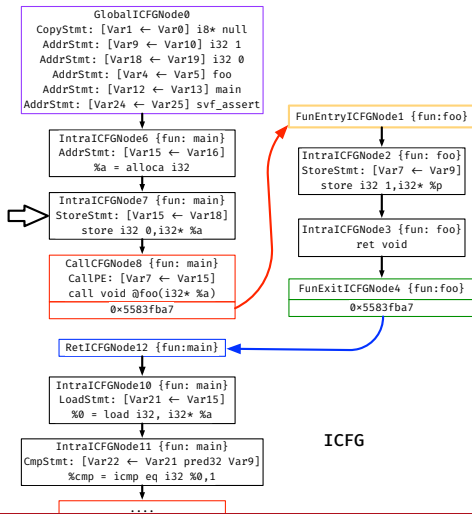 GlobalICFGNode0
CopyStmt: [Var1 ← Var0] i8* null
AddrStmt: [Var9 ← Var10] i32 1
AddrStmt: [Var18 ← Var19] i32 0
AddrStmt: [Var4 ← Var5] foo
AddrStmt: [Var12 ← Var13] main
AddrStmt: [Var24 ← Var25] svf_assert
IntraICFGNode6 {fun: main}
AddrStmt: [Var15 ← Var16]
%a = alloca i32
IntraICFGNode7 {fun: main}
StoreStmt: [Var15 ← Var18]
store i32 0,i32* %a
CallCFGNode8 {fun: main}
CallPE: [Var7 ← Var15]
call void @foo(i32* %a)
0×5583fba7
FunEntryICFGNode1 {fun:foo}
IntraICFGNode2 {fun: foo}
StoreStmt: [Var7 ← Var9]
store i32 1,i32* %p
IntraICFGNode3 {fun: foo}
ret void
FunExitICFGNode4 {fun:foo}
0×5583fba7
RetICFGNode12 {fun:main}
IntraICFGNode10 {fun: main}
LoadStmt: [Var21 ← Var15]
%0 = load i32, i32* %a
IntraICFGNode11 {fun: main}
CmpStmt: [Var22 ← Var21 pred32 Var9]
%cmp = icmp eq i32 %0,1
....
ICFG